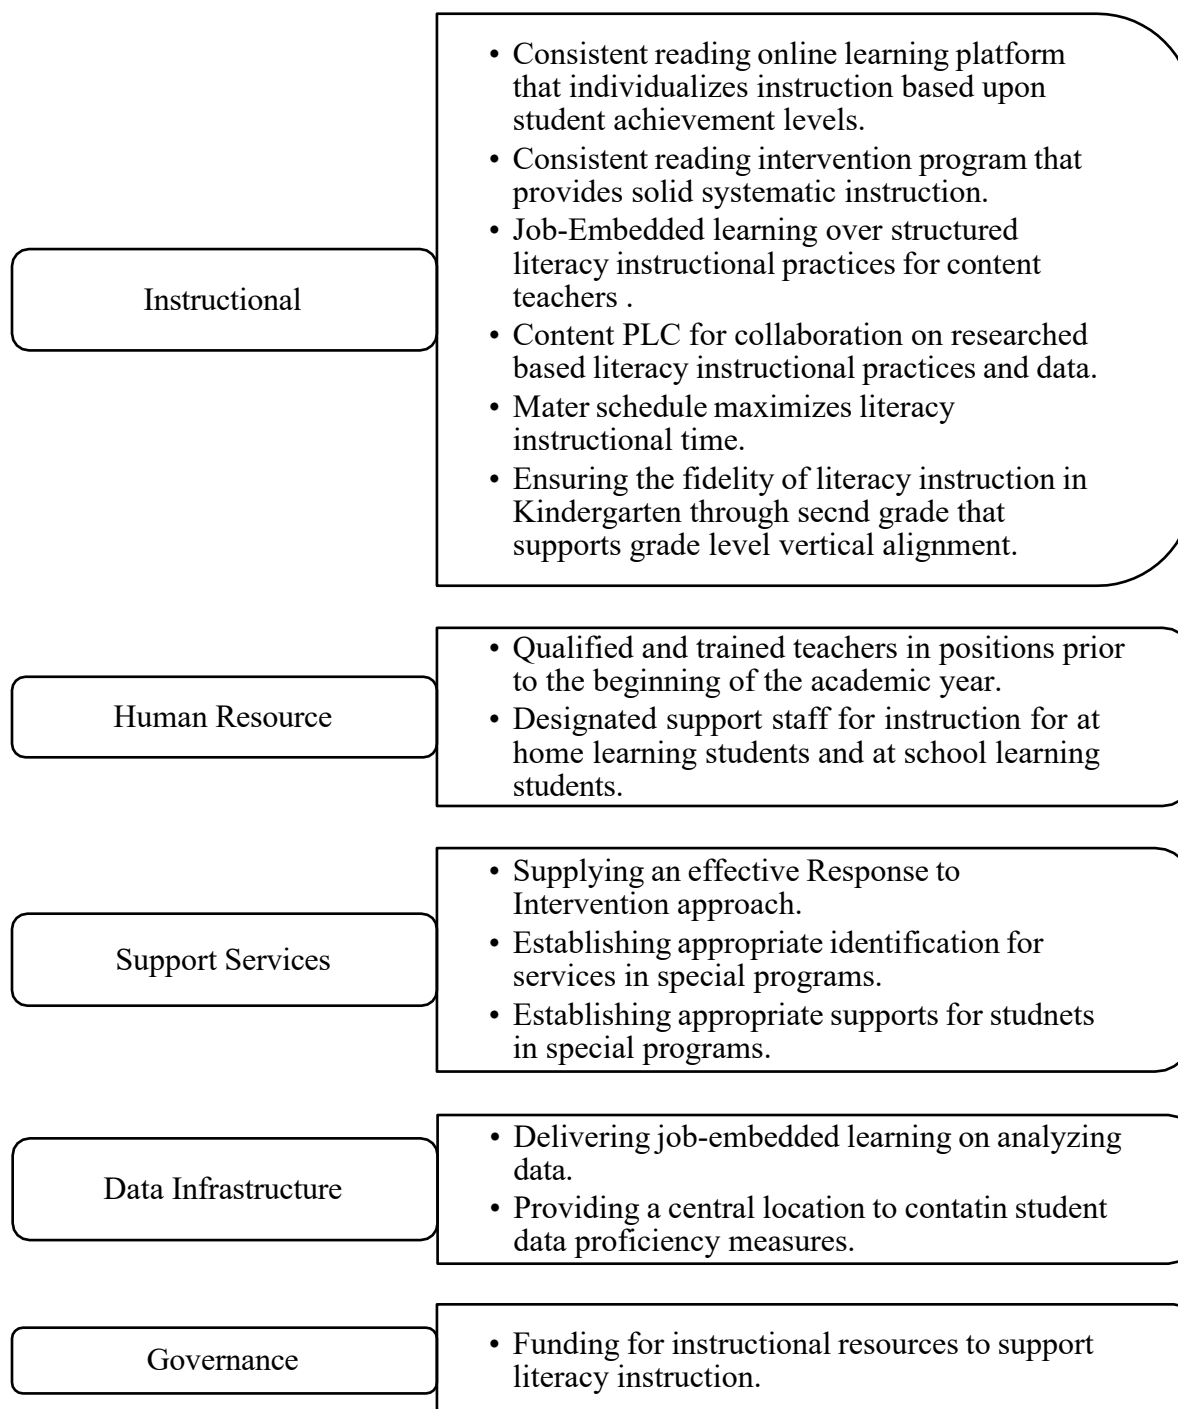 • Consistent reading online learning platform
that individualizes instruction based upon
student achievement levels.
• Consistent reading intervention program that
provides solid systematic instruction.
• Job-Embedded learning over structured
literacy instructional practices for content
teachers .
• Content PLC for collaboration on researched
based literacy instructional practices and data.
• Mater schedule maximizes literacy
instructional time.
• Ensuring the fidelity of literacy instruction in
Kindergarten through secnd grade that
supports grade level vertical alignment.
Instructional
• Qualified and trained teachers in positions prior
to the beginning of the academic year.
• Designated support staff for instruction for at
home learning students and at school learning
students.
Human Resource
• Supplying an effective Response to
Intervention approach.
• Establishing appropriate identification for
services in special programs.
• Establishing appropriate supports for studnets
in special programs.
Support Services
• Delivering job-embedded learning on analyzing
data.
• Providing a central location to contatin student
data proficiency measures.
Data Infrastructure
• Funding for instructional resources to support
literacy instruction.
Governance